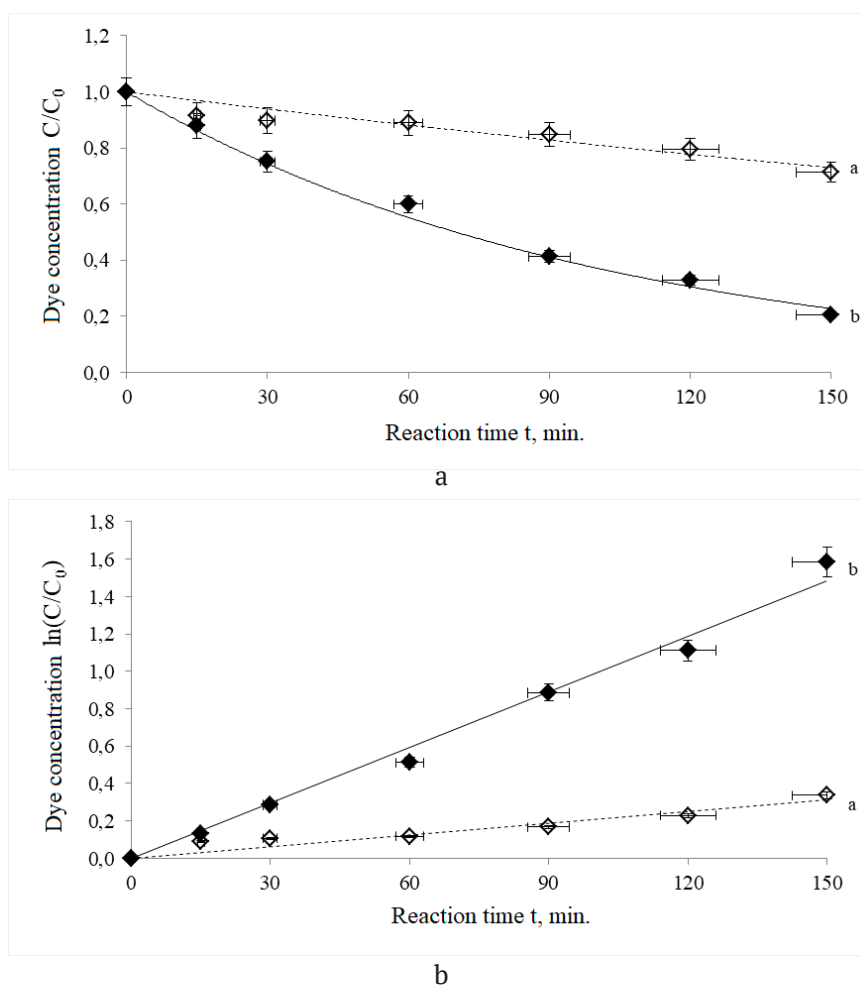 1,2
1,0
0,8
0,6
0,4
0,2
0,0
Dye concentration C/C₀
a
b
0 30 60 90 120 150
Reaction time t, min.
a
1,8
1,6
1,4
1,2
1,0
0,8
0,6
0,4
0,2
0,0
Dye concentration ln(C/C₀)
b
a
0 30 60 90 120 150
Reaction time t, min.
b